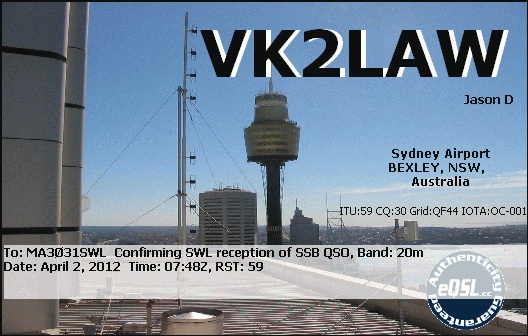 VK2LAW
Jason D
Sydney Airport
BEXLEY, NSW,
Australia
ITU:59 CQ:30 Grid:QF44 IOTA:OC-001
To: MA3Ø31SWL Confirming SWL reception of SSB QSO, Band: 20m
Date: April 2, 2012 Time: 07:48Z, RST: 59
Authenticity
eQSL.cc
Guaranteed